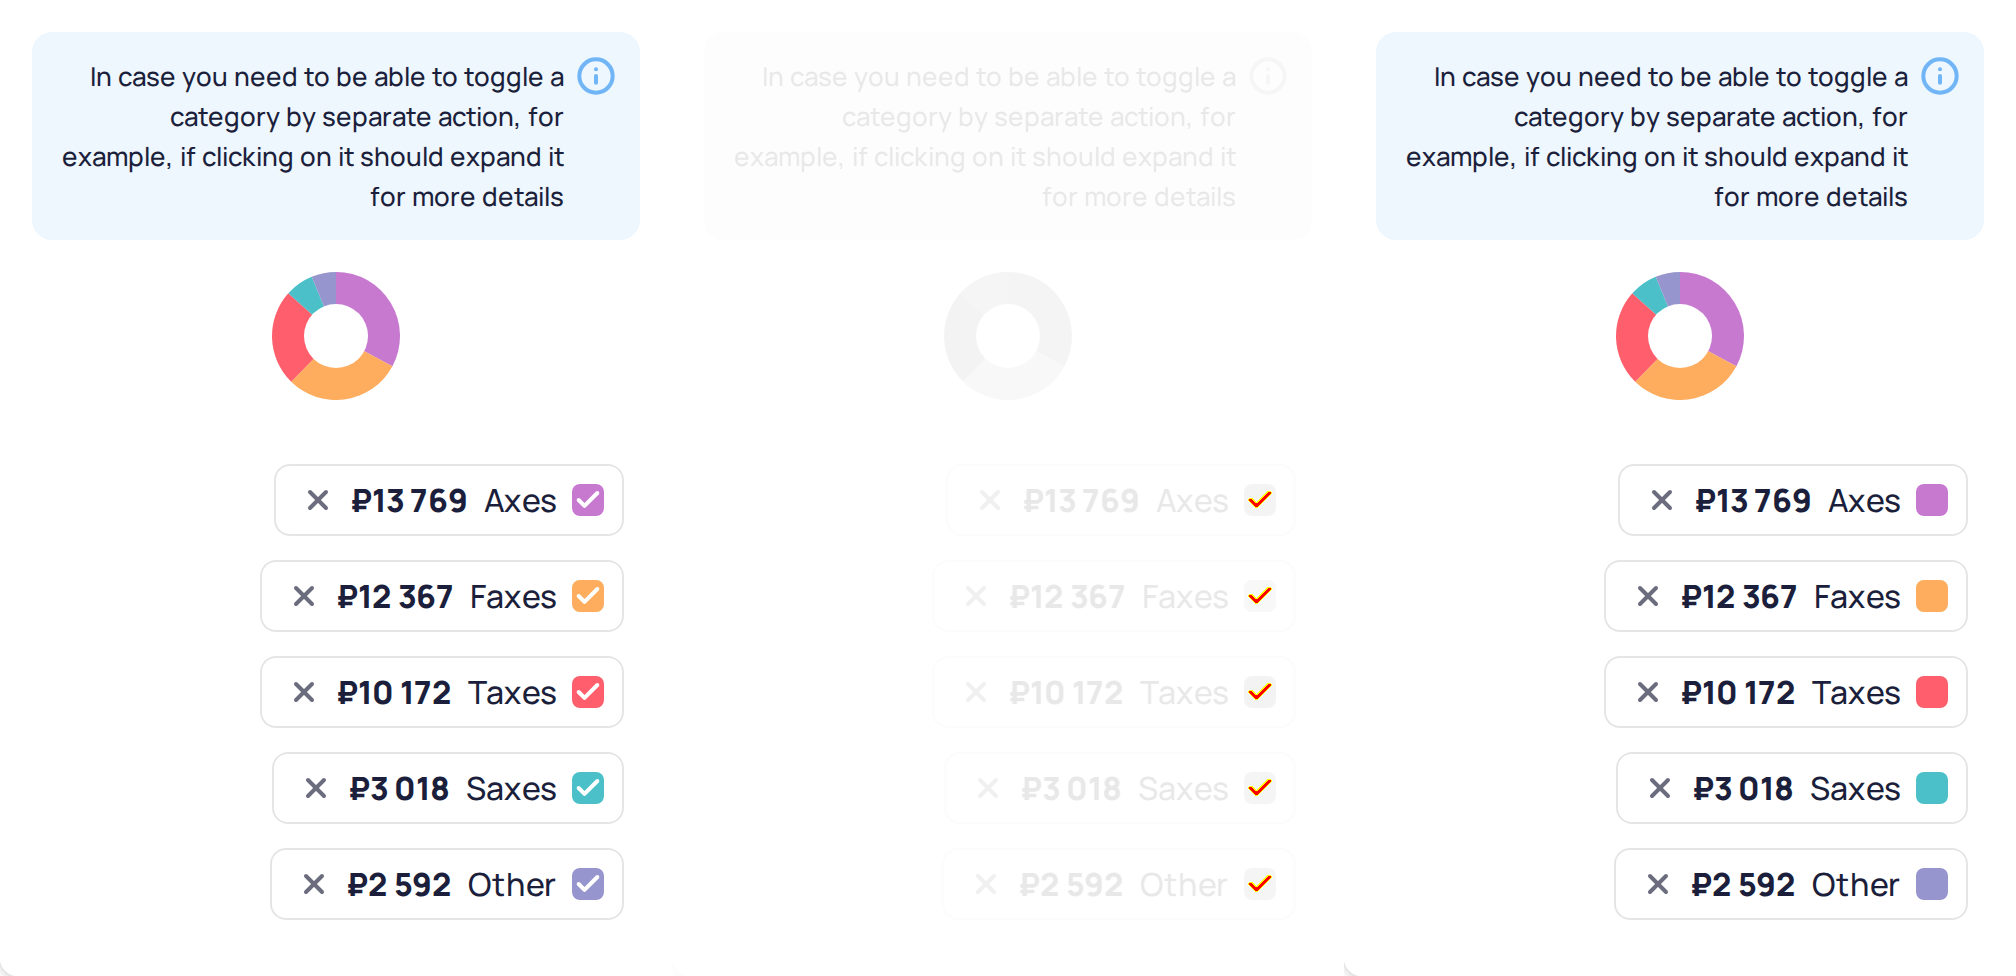 In case you need to be able to toggle a
category by separate action, for
example, if clicking on it should expand it
for more details
₽13 769 Axes
₽12 367 Faxes
₽10 172 Taxes
₽3 018 Saxes
₽2 592 Other
In case you need to be able to toggle a
category by separate action, for
example, if clicking on it should expand it
for more details
₽13 769 Axes
₽12 367 Faxes
₽10 172 Taxes
₽3 018 Saxes
₽2 592 Other
In case you need to be able to toggle a
category by separate action, for
example, if clicking on it should expand it
for more details
₽13 769 Axes
₽12 367 Faxes
₽10 172 Taxes
₽3 018 Saxes
₽2 592 Other